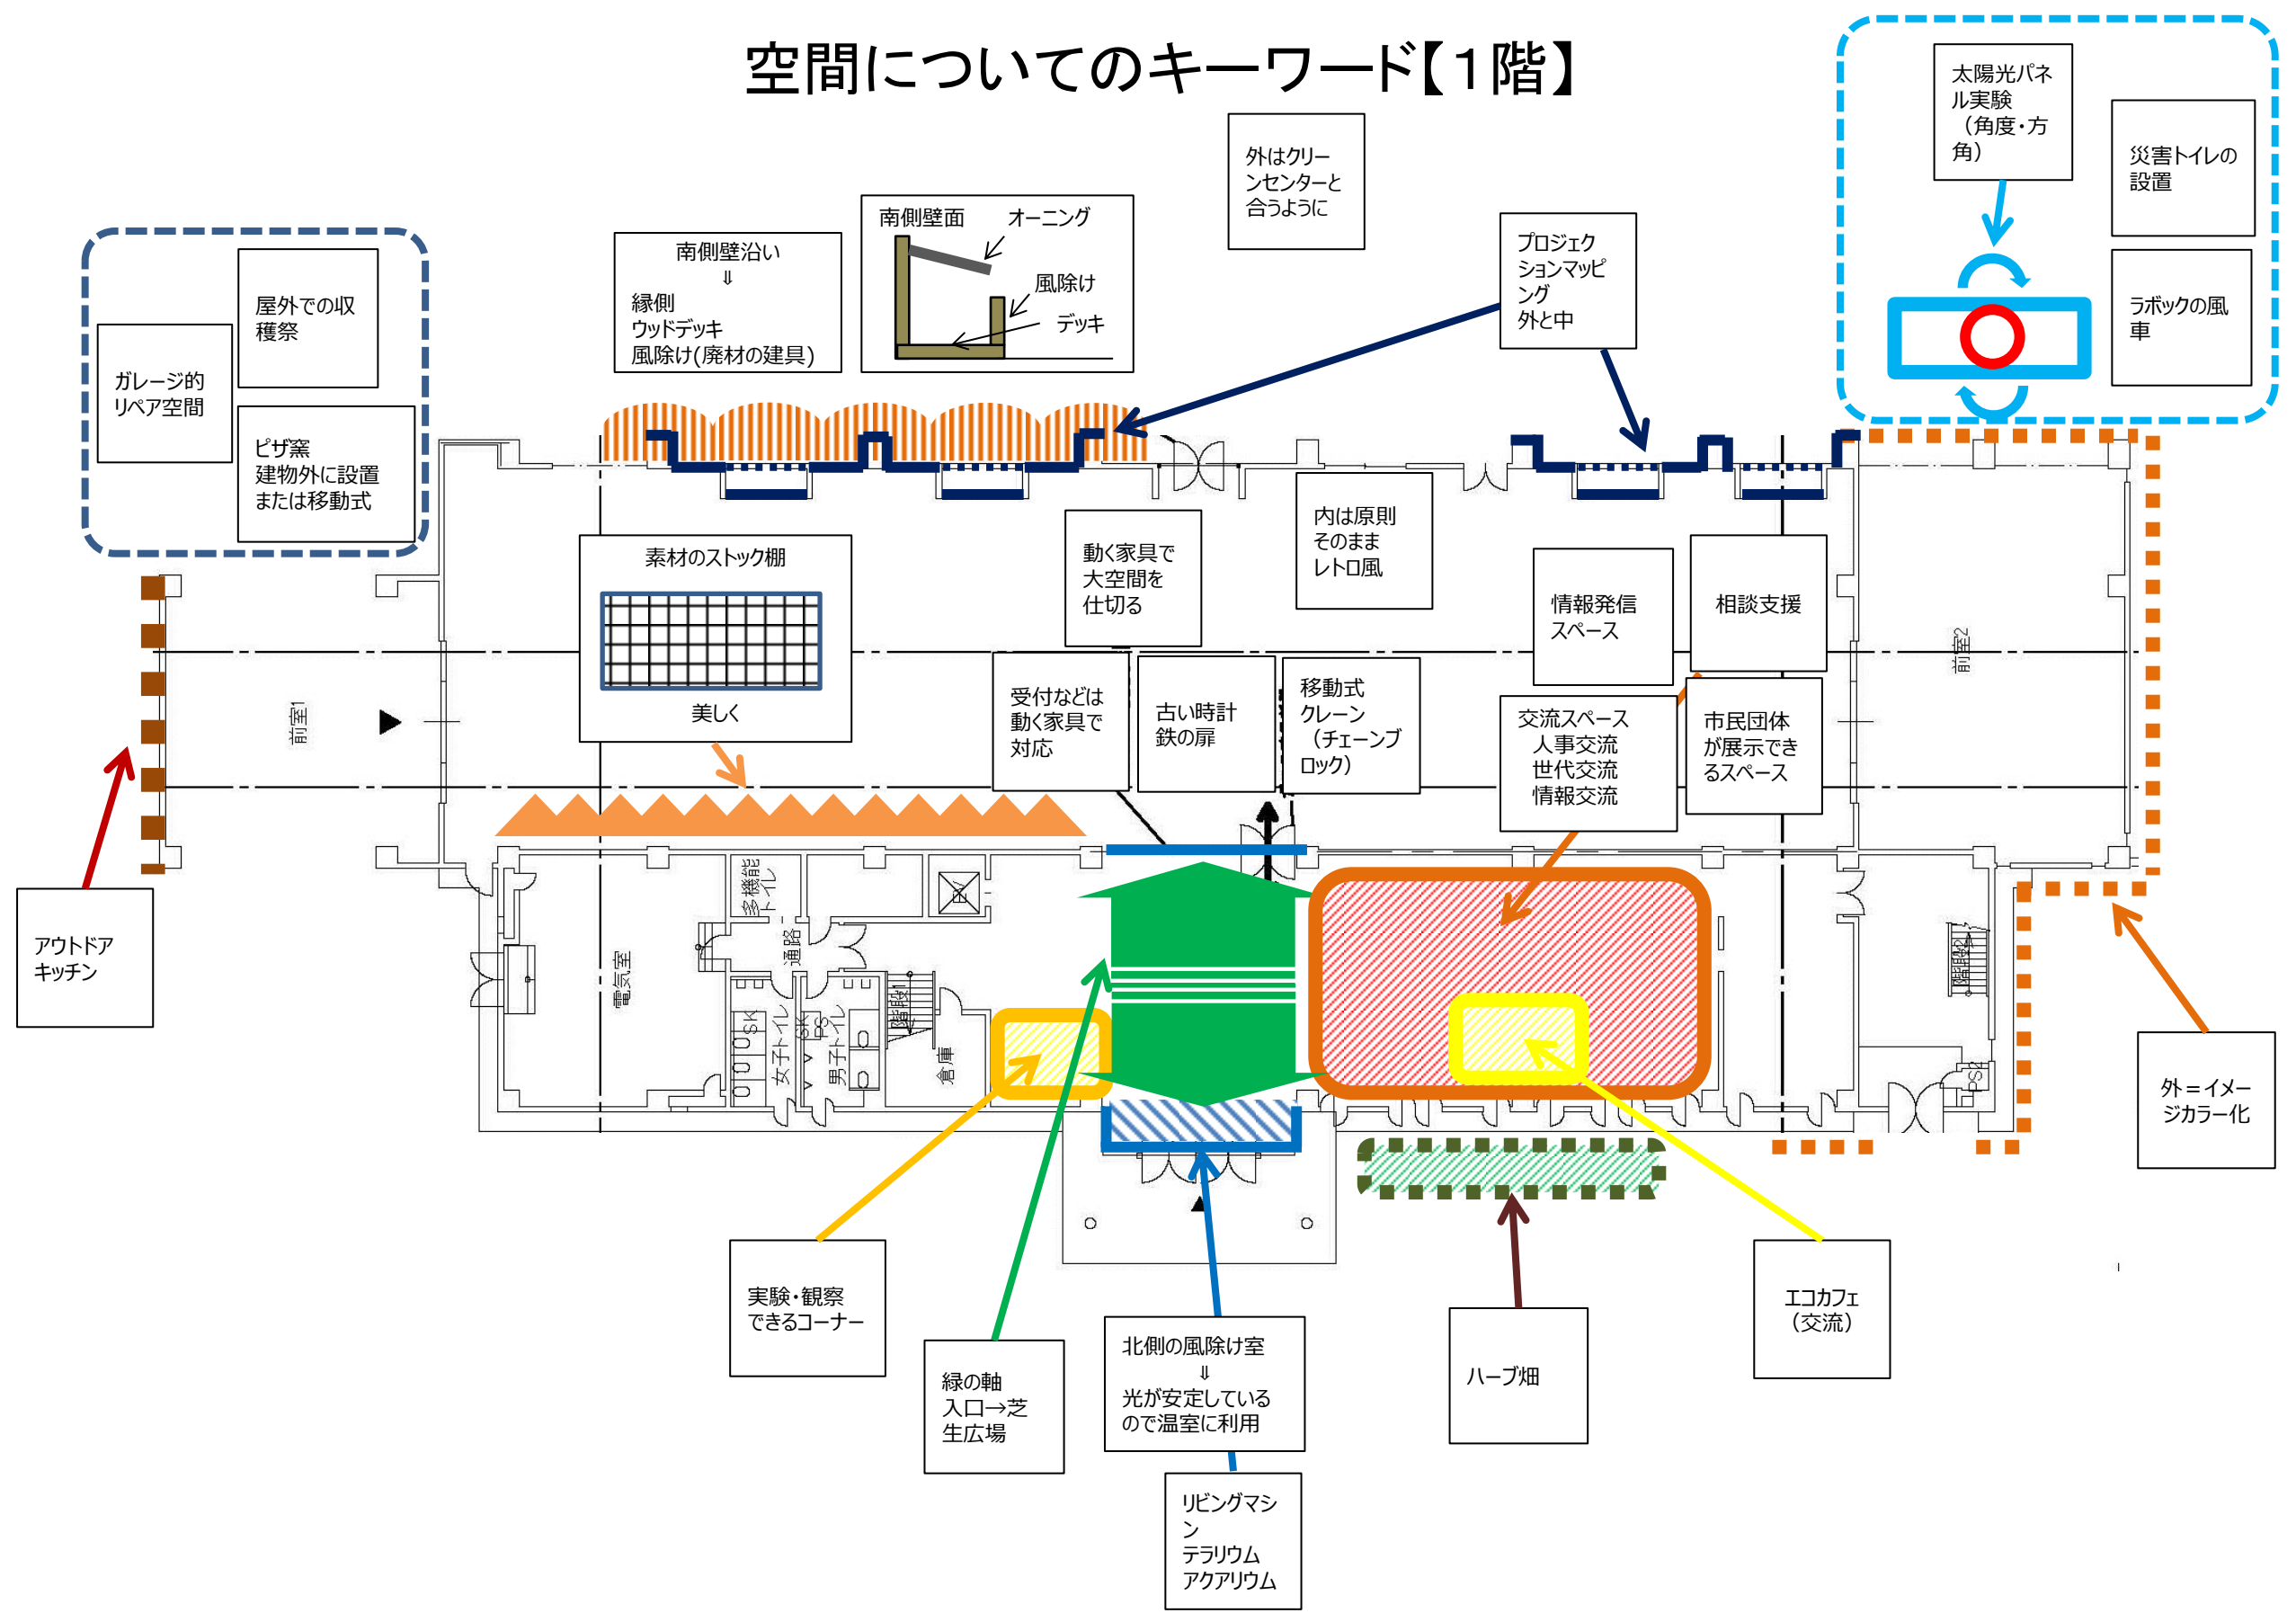 空間についてのキーワード【1階】
太陽光パネ
ル実験
（角度・方
角）
災害トイレの
設置
ラボックの風
車
外はクリー
ンセンターと
合うように
プロジェク
ションマッピ
ング
外と中
南側壁面
オーニング
風除け
デッキ
南側壁沿い
⇓
縁側
ウッドデッキ
風除け(廃材の建具)
屋外での収
穫祭
ガレージ的
リペア空間
ピザ窯
建物外に設置
または移動式
素材のストック棚
美しく
動く家具で
大空間を
仕切る
内は原則
そのまま
レトロ風
情報発信
スペース
相談支援
受付などは
動く家具で
対応
古い時計
鉄の扉
移動式
クレーン
（チェーンブ
ロック）
交流スペース
人事交流
世代交流
情報交流
市民団体
が展示でき
るスペース
前室1
前室2
多機能
トイレ
EV
通路
電気室
階段1
階段2
SK
女子トイレ
SK
PS
男子トイレ
倉庫
PS2
アウトドア
キッチン
外＝イメー
ジカラー化
実験・観察
できるコーナー
緑の軸
入口→芝
生広場
北側の風除け室
⇓
光が安定している
ので温室に利用
リビングマシ
ン
テラリウム
アクアリウム
ハーブ畑
エコカフェ
（交流）